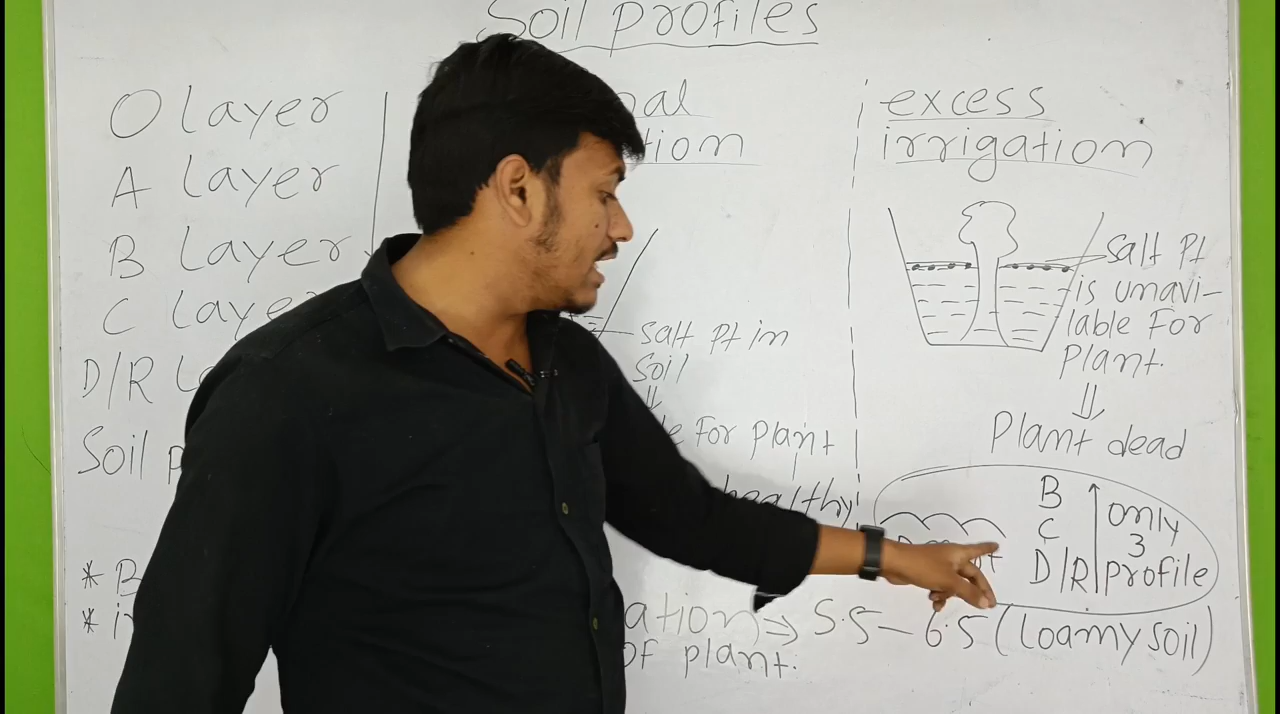 Soil profiles
O layer
A layer
B layer
C laye
D/R L
Soil p
nal
tion
salt pt in
soil
⇓
e For plant
healthy
excess
irrigation
salt pt
is unavi-
lable For
plant.
⇓
Plant dead
B
C
D/R
only
3
profile
* B
* i
ation ⇒ 5.5 – 6.5 (loamy soil)
of plant.